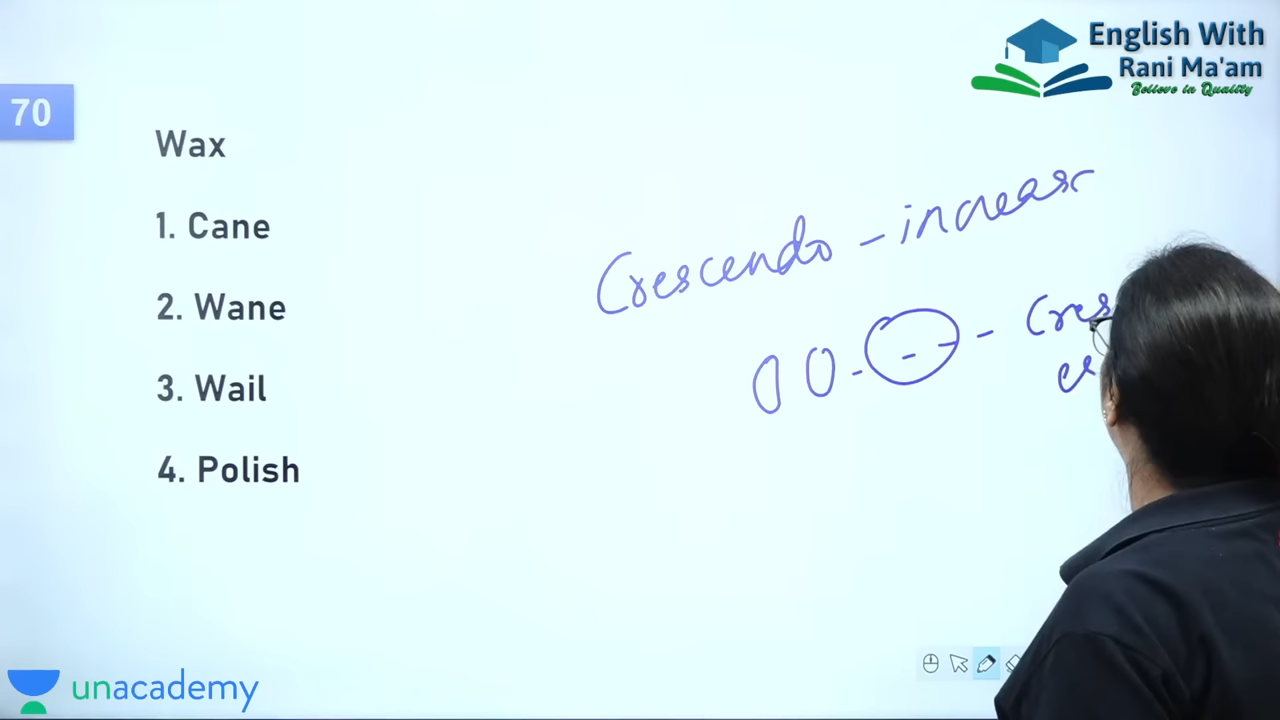 English With
Rani Ma'am
Believe in Quality
70
Wax
1. Cane
2. Wane
3. Wail
4. Polish
Crescendo - increase
Cres
unacademy